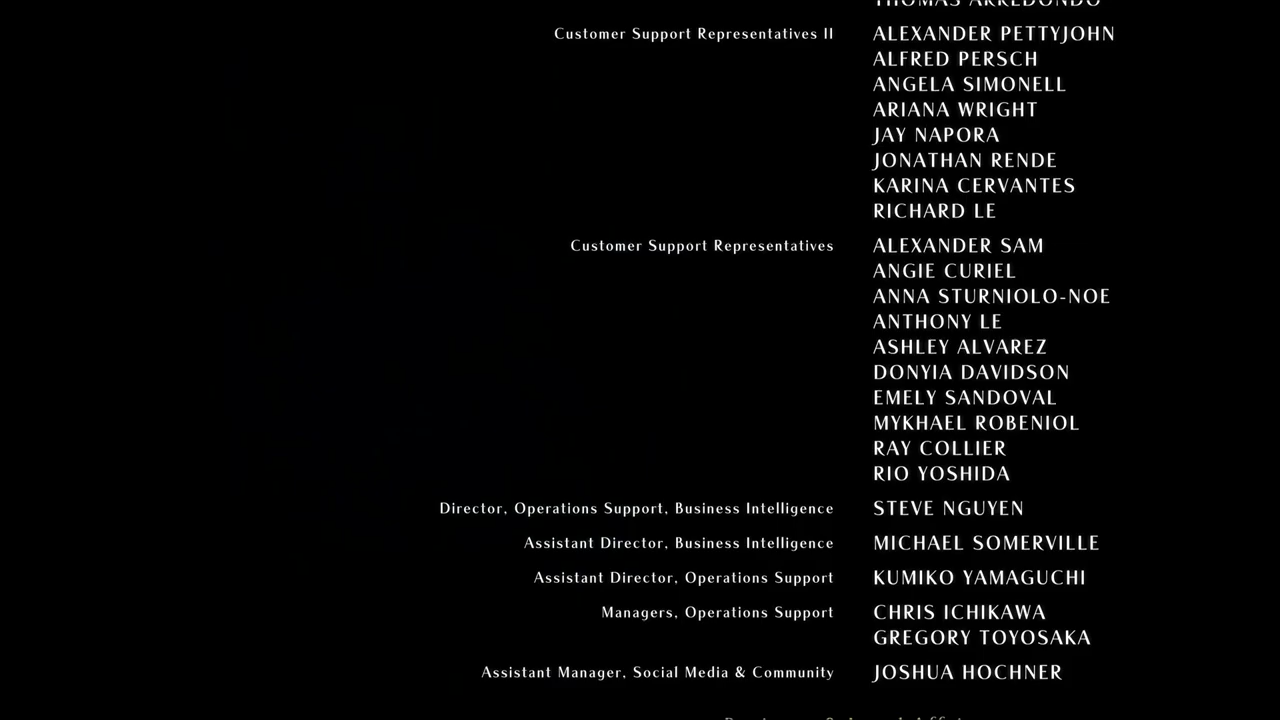 THOMAS ARREDONDO
Customer Support Representatives II ALEXANDER PETTYJOHN
ALFRED PERSCH
ANGELA SIMONELL
ARIANA WRIGHT
JAY NAPORA
JONATHAN RENDE
KARINA CERVANTES
RICHARD LE
Customer Support Representatives ALEXANDER SAM
ANGIE CURIEL
ANNA STURNIOLO-NOE
ANTHONY LE
ASHLEY ALVAREZ
DONYIA DAVIDSON
EMELY SANDOVAL
MYKHAEL ROBENIOL
RAY COLLIER
RIO YOSHIDA
Director, Operations Support, Business Intelligence STEVE NGUYEN
Assistant Director, Business Intelligence MICHAEL SOMERVILLE
Assistant Director, Operations Support KUMIKO YAMAGUCHI
Managers, Operations Support CHRIS ICHIKAWA
GREGORY TOYOSAKA
Assistant Manager, Social Media & Community JOSHUA HOCHNER